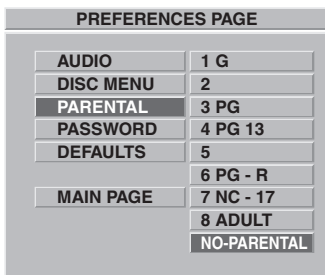 PREFERENCES PAGE
AUDIO 1 G
DISC MENU 2
PARENTAL 3 PG
PASSWORD 4 PG 13
DEFAULTS 5
6 PG - R
MAIN PAGE 7 NC - 17
8 ADULT
NO-PARENTAL